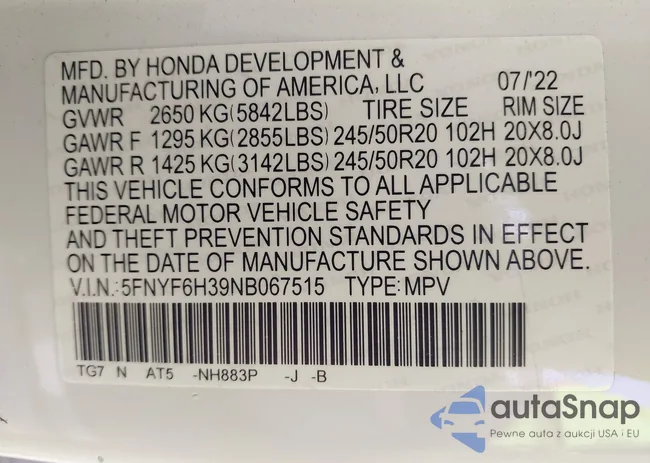 MFD. BY HONDA DEVELOPMENT &
MANUFACTURING OF AMERICA, LLC 07/'22
GVWR 2650 KG(5842LBS) TIRE SIZE RIM SIZE
GAWR F 1295 KG(2855LBS) 245/50R20 102H 20X8.0J
GAWR R 1425 KG(3142LBS) 245/50R20 102H 20X8.0J
THIS VEHICLE CONFORMS TO ALL APPLICABLE
FEDERAL MOTOR VEHICLE SAFETY
AND THEFT PREVENTION STANDARDS IN EFFECT
ON THE DATE OF MANUFACTURE SHOWN ABOVE.
V.I.N.:5FNYF6H39NB067515 TYPE:MPV
TG7 N AT5 -NH883P -J -B
autaSnap
Pewne auta z aukcji USA i EU